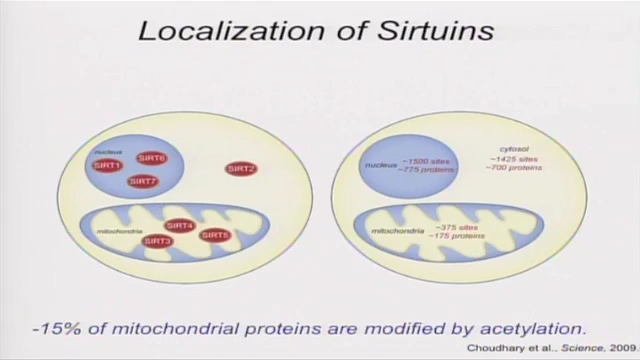 Localization of Sirtuins
nucleus
SIRT1
SIRT6
SIRT7
SIRT2
mitochondria
SIRT4
SIRT3
SIRT5
nucleus
~1500 sites
~775 proteins
cytosol
~1425 sites
~700 proteins
mitochondria
~375 sites
~175 proteins
-15% of mitochondrial proteins are modified by acetylation.
Choudhary et al., Science, 2009.